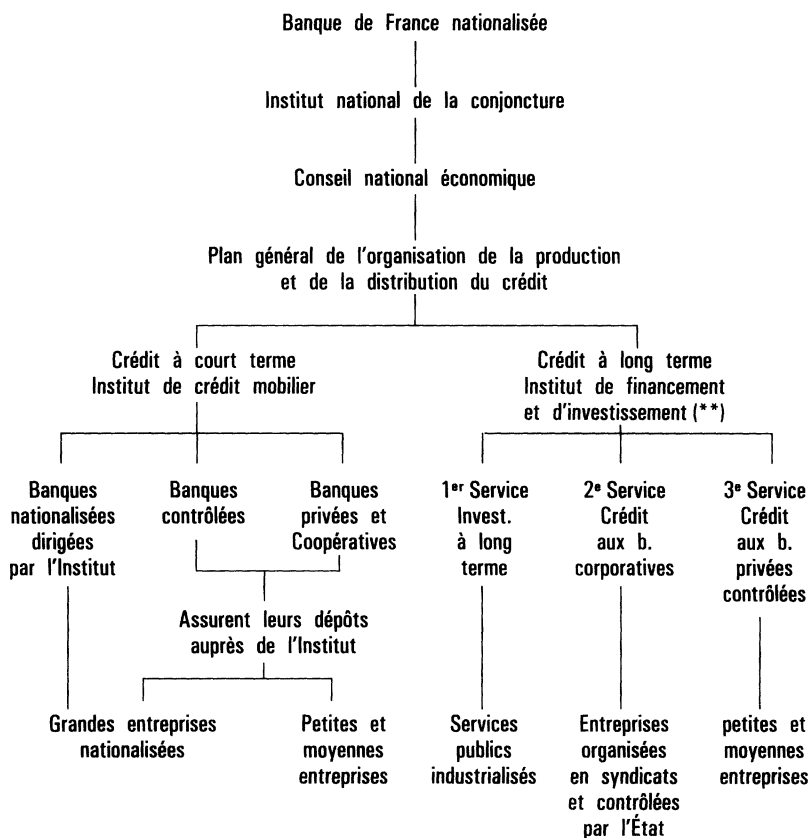 Banque de France nationalisée
Institut national de la conjoncture
Conseil national économique
Plan général de l'organisation de la production
et de la distribution du crédit
Crédit à court terme
Institut de crédit mobilier
Crédit à long terme
Institut de financement
et d'investissement (**)
Banques
nationalisées
dirigées
par l'Institut
Banques
contrôlées
Banques
privées et
Coopératives
1er Service
Invest.
à long
terme
2e Service
Crédit
aux b.
corporatives
3e Service
Crédit
aux b.
privées
contrôlées
Assurent leurs dépôts
auprès de l'Institut
Grandes entreprises
nationalisées
Petites et
moyennes
entreprises
Services
publics
industrialisés
Entreprises
organisées
en syndicats
et contrôlées
par l'État
petites et
moyennes
entreprises